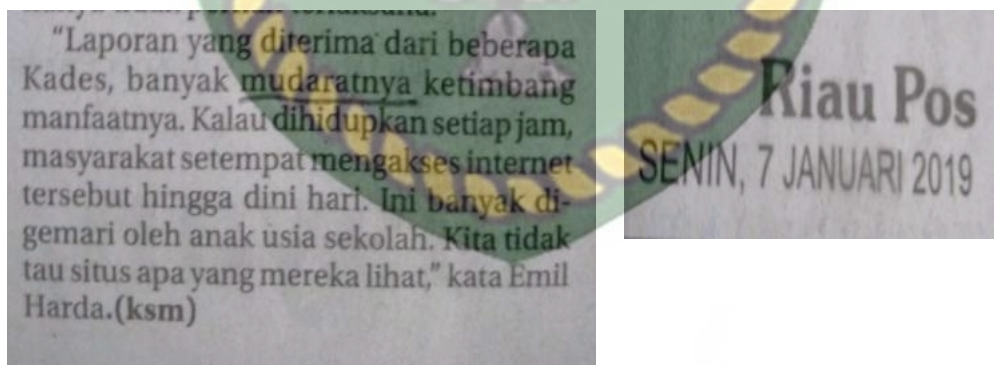 "Laporan yang diterima dari beberapa
Kades, banyak mudaratnya ketimbang
manfaatnya. Kalau dihidupkan setiap jam,
masyarakat setempat mengakses internet
tersebut hingga dini hari. Ini banyak di-
gemari oleh anak usia sekolah. Kita tidak
tau situs apa yang mereka lihat," kata Emil
Harda.(ksm)
Riau Pos
SENIN, 7 JANUARI 2019